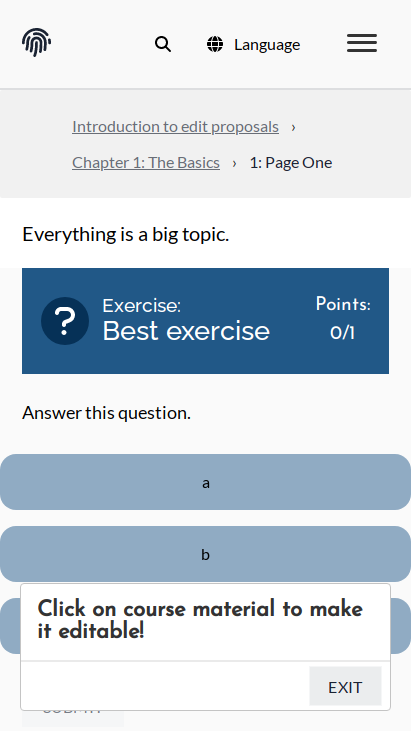 Language
Introduction to edit proposals ›
Chapter 1: The Basics › 1: Page One
Everything is a big topic.
?
Exercise:
Best exercise
Points:
0/1
Answer this question.
a
b
Click on course material to make
it editable!
EXIT